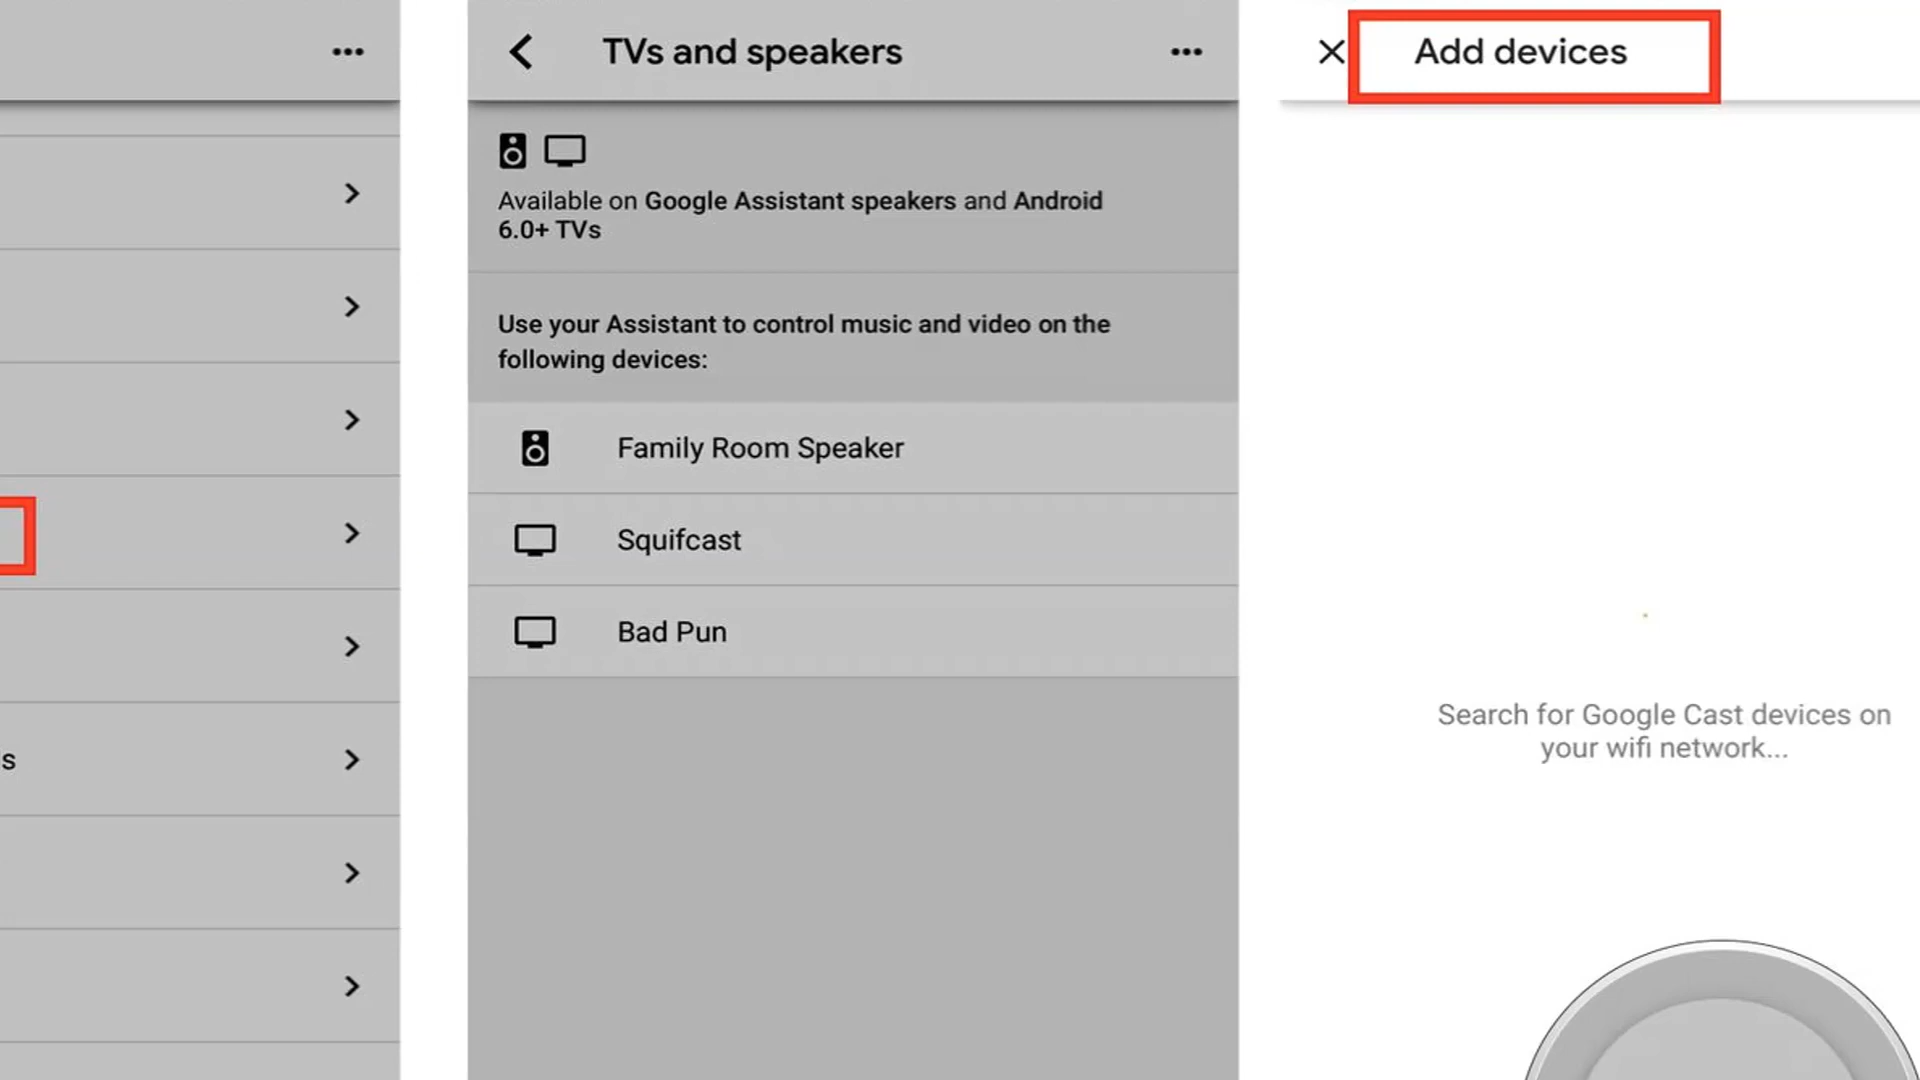 s
TVs and speakers
Available on Google Assistant speakers and Android
6.0+ TVs
Use your Assistant to control music and video on the
following devices:
Family Room Speaker
Squifcast
Bad Pun
Add devices
Search for Google Cast devices on
your wifi network...